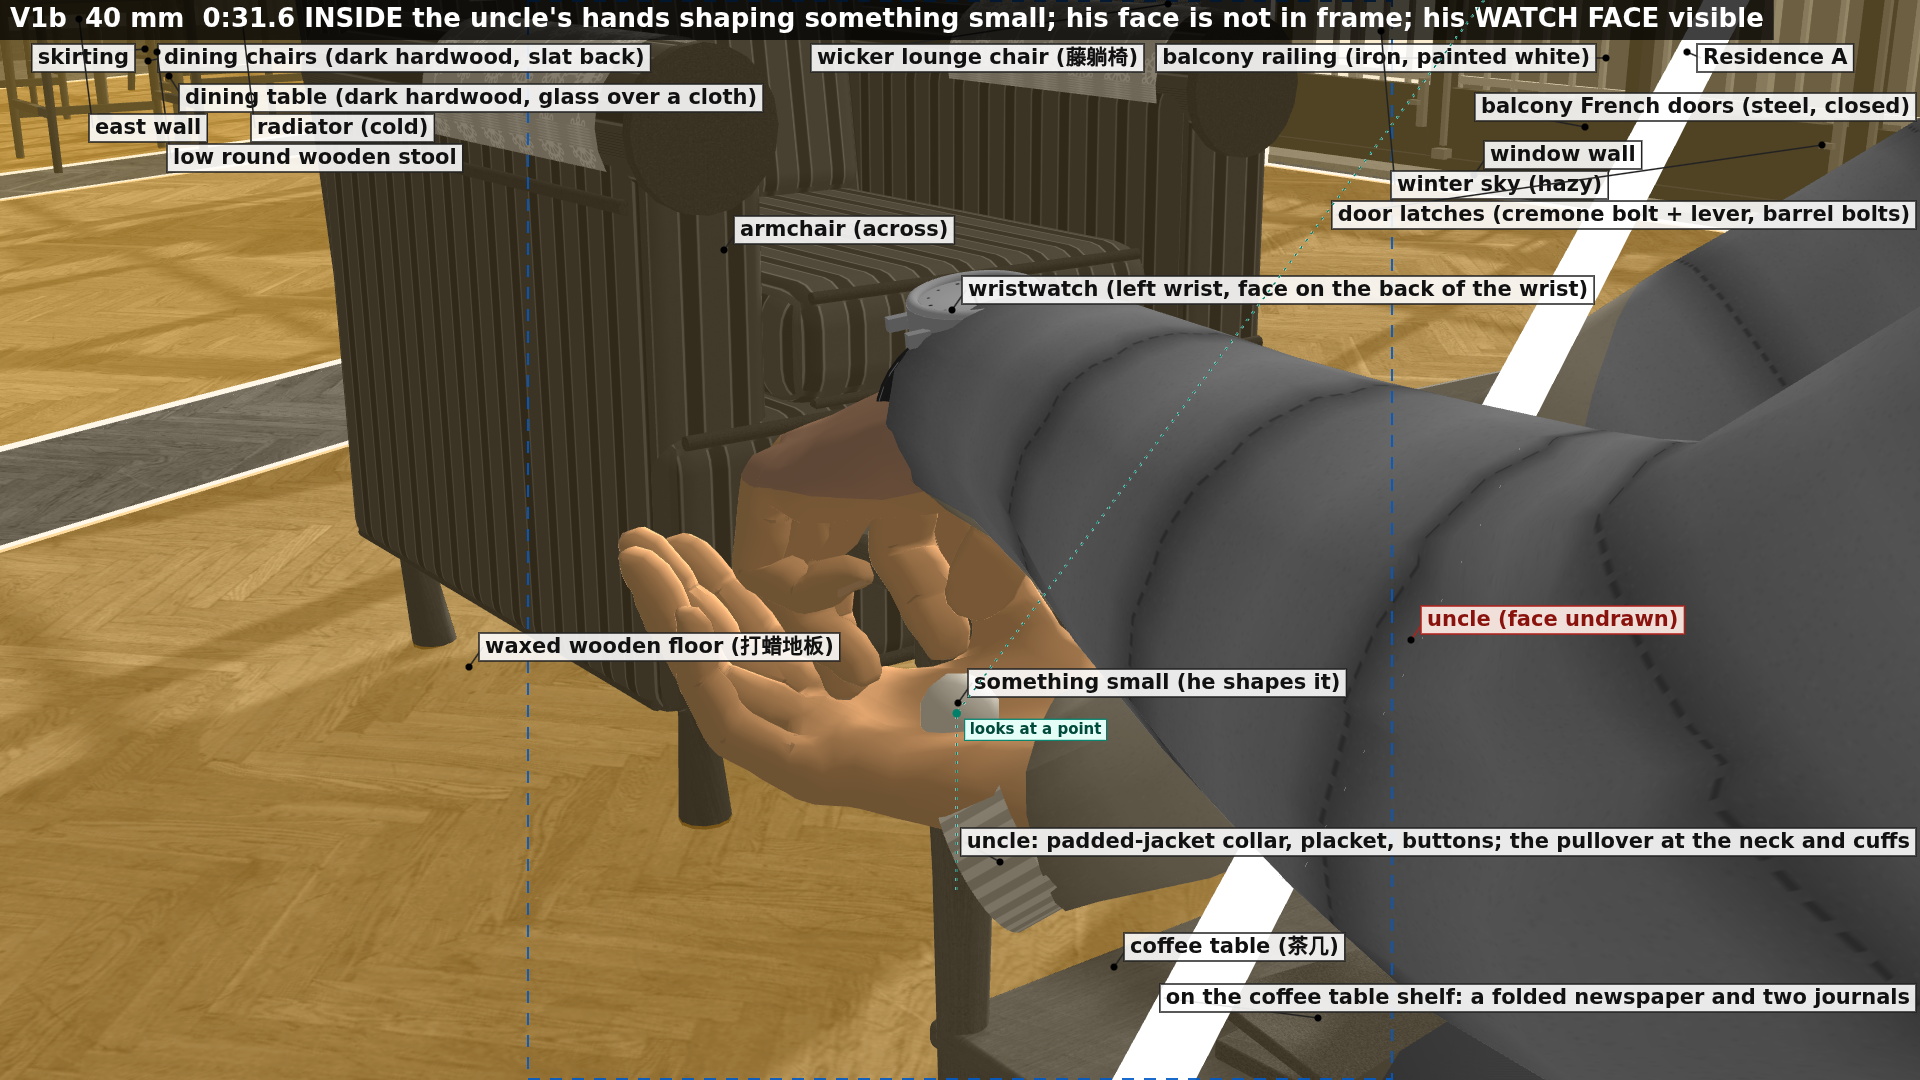 V1b 40 mm 0:31.6 INSIDE the uncle's hands shaping something small; his face is not in frame; his WATCH FACE visible
skirting
dining chairs (dark hardwood, slat back)
wicker lounge chair (藤躺椅)
balcony railing (iron, painted white)
Residence A
dining table (dark hardwood, glass over a cloth)
balcony French doors (steel, closed)
east wall
radiator (cold)
low round wooden stool
window wall
winter sky (hazy)
door latches (cremone bolt + lever, barrel bolts)
armchair (across)
wristwatch (left wrist, face on the back of the wrist)
uncle (face undrawn)
waxed wooden floor (打蜡地板)
something small (he shapes it)
looks at a point
uncle: padded-jacket collar, placket, buttons; the pullover at the neck and cuffs
coffee table (茶几)
on the coffee table shelf: a folded newspaper and two journals